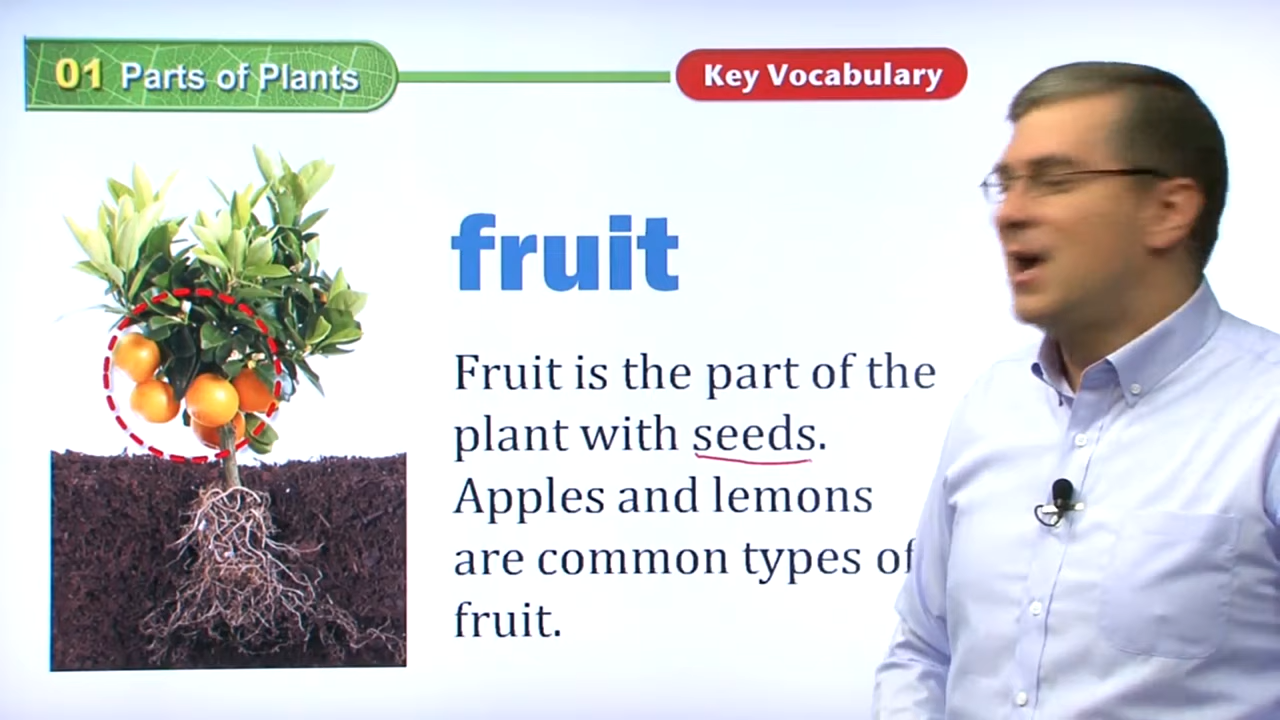 01 Parts of Plants
Key Vocabulary
fruit
Fruit is the part of the
plant with seeds.
Apples and lemons
are common types of
fruit.